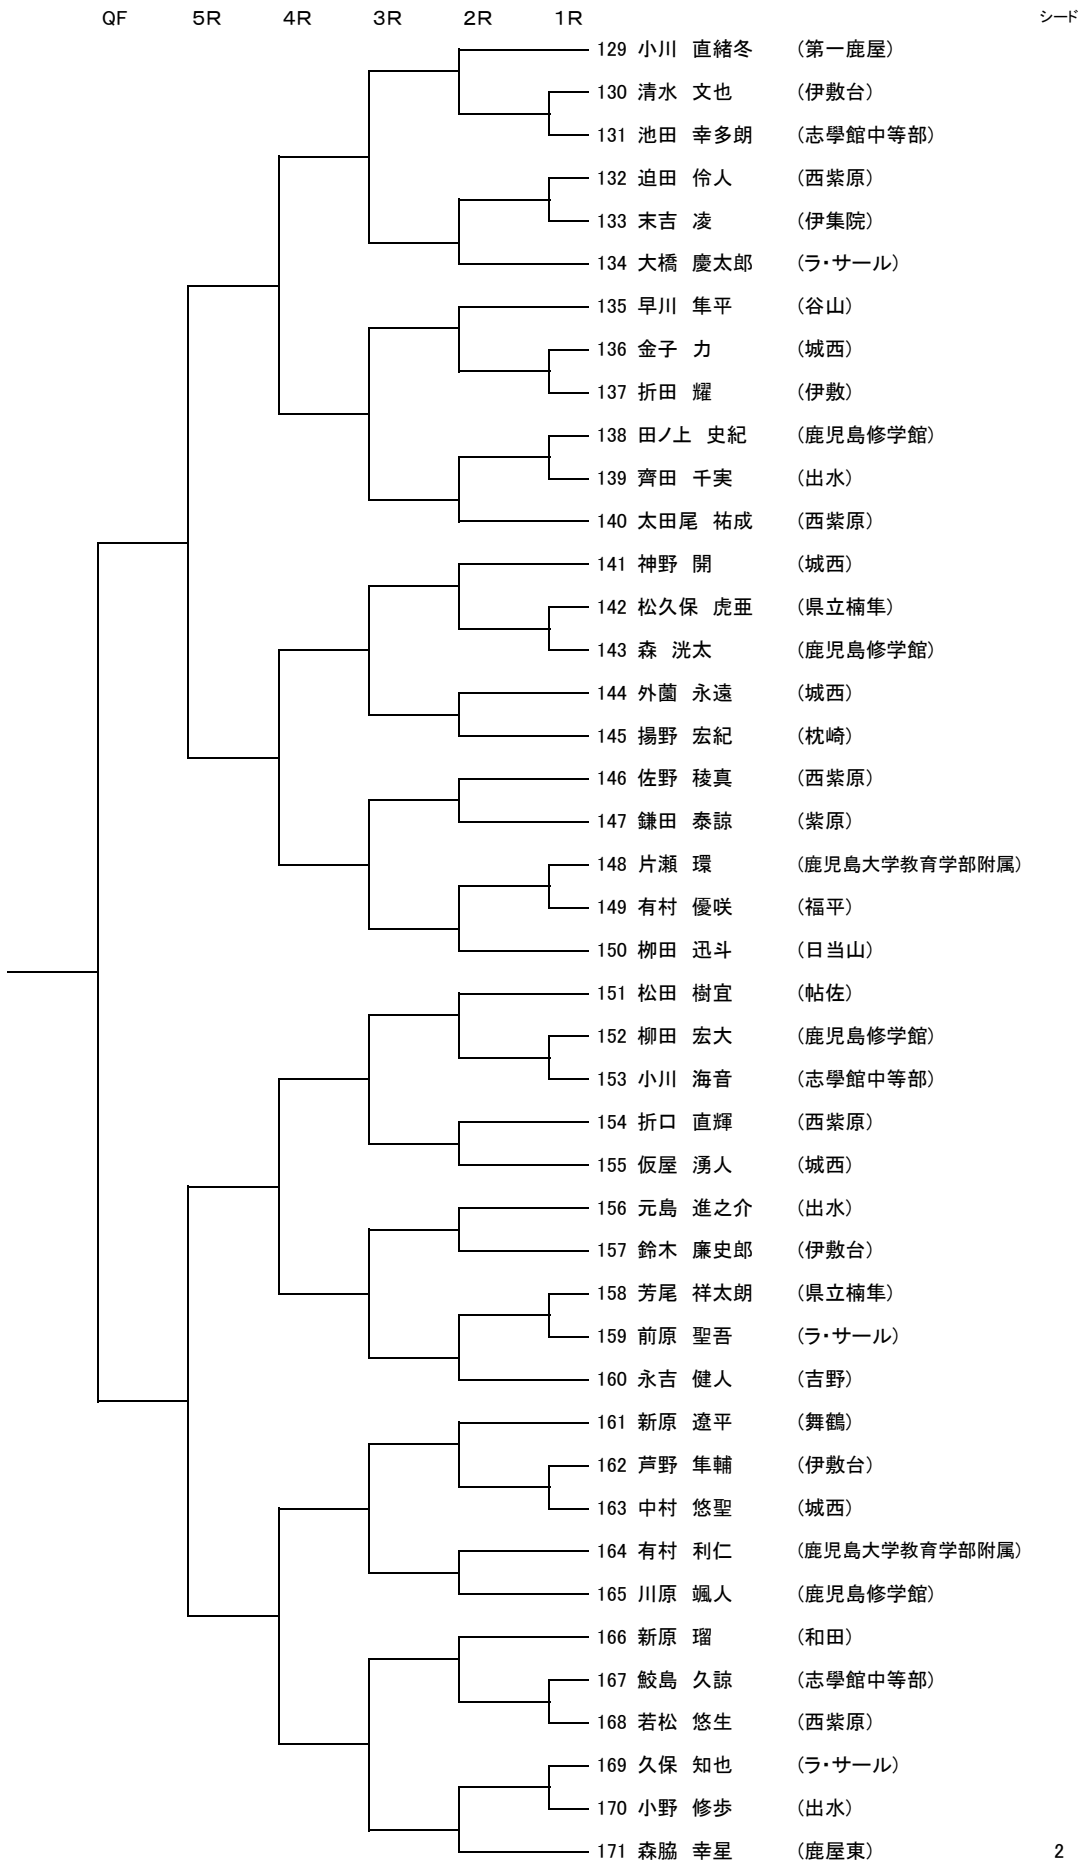 QF 5R 4R 3R 2R 1R シード
129 小川 直緒冬 (第一鹿屋)
130 清水 文也 (伊敷台)
131 池田 幸多朗 (志學館中等部)
132 迫田 伶人 (西紫原)
133 末吉 凌 (伊集院)
134 大橋 慶太郎 (ラ・サール)
135 早川 隼平 (谷山)
136 金子 力 (城西)
137 折田 耀 (伊敷)
138 田ノ上 史紀 (鹿児島修学館)
139 齊田 千実 (出水)
140 太田尾 祐成 (西紫原)
141 神野 開 (城西)
142 松久保 虎亜 (県立楠隼)
143 森 洸太 (鹿児島修学館)
144 外薗 永遠 (城西)
145 揚野 宏紀 (枕崎)
146 佐野 稜真 (西紫原)
147 鎌田 泰諒 (紫原)
148 片瀬 環 (鹿児島大学教育学部附属)
149 有村 優咲 (福平)
150 栁田 迅斗 (日当山)
151 松田 樹宜 (帖佐)
152 柳田 宏大 (鹿児島修学館)
153 小川 海音 (志學館中等部)
154 折口 直輝 (西紫原)
155 仮屋 湧人 (城西)
156 元島 進之介 (出水)
157 鈴木 廉史郎 (伊敷台)
158 芳尾 祥太朗 (県立楠隼)
159 前原 聖吾 (ラ・サール)
160 永吉 健人 (吉野)
161 新原 遼平 (舞鶴)
162 芦野 隼輔 (伊敷台)
163 中村 悠聖 (城西)
164 有村 利仁 (鹿児島大学教育学部附属)
165 川原 颯人 (鹿児島修学館)
166 新原 瑠 (和田)
167 鮫島 久諒 (志學館中等部)
168 若松 悠生 (西紫原)
169 久保 知也 (ラ・サール)
170 小野 修歩 (出水)
171 森脇 幸星 (鹿屋東) 2